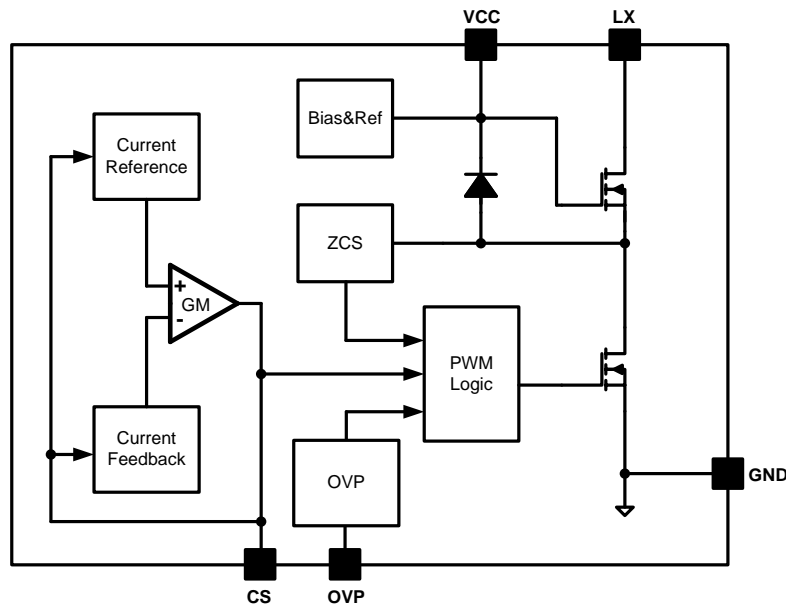 VCC
LX
Bias&Ref
Current
Reference
ZCS
+
GM
-
PWM
Logic
Current
Feedback
OVP
GND
CS
OVP